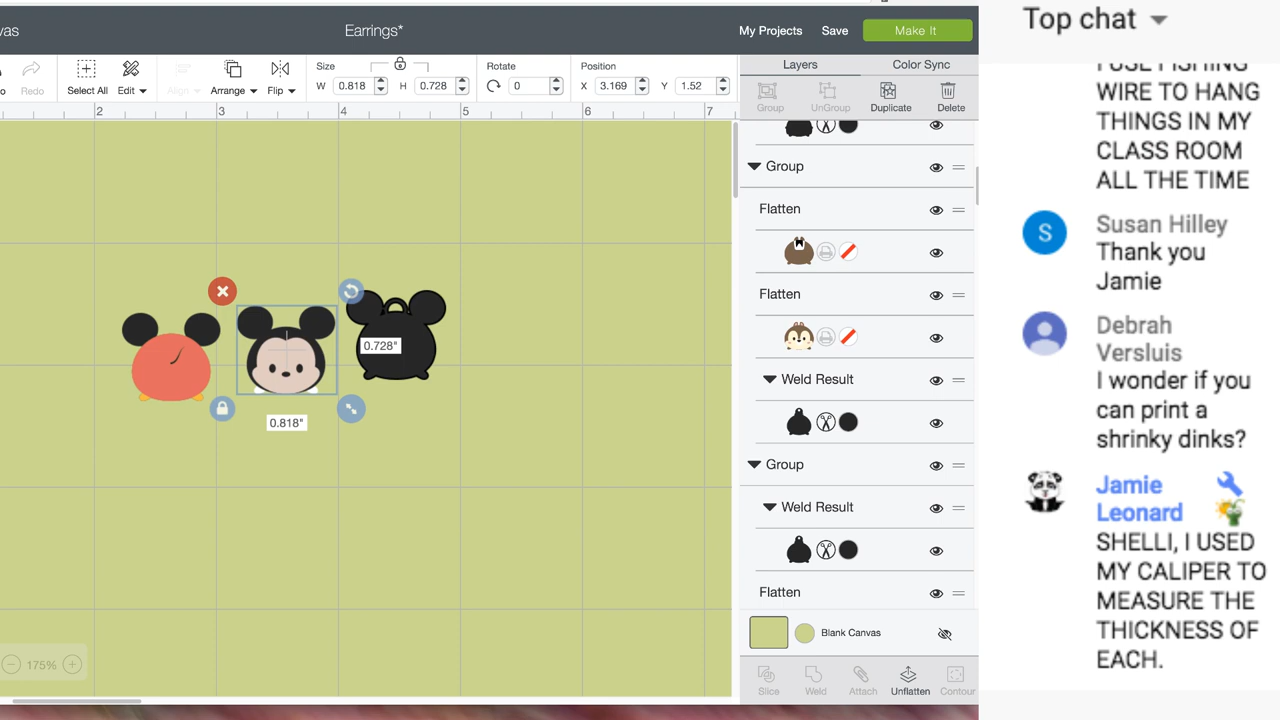 vas
Earrings*
My Projects
Save
Make It
o
Redo
Select All
Edit
Align
Arrange
Flip
Size
W 0.818
H 0.728
Rotate
0
Position
X 3.169
Y 1.52
Layers
Color Sync
Group
UnGroup
Duplicate
Delete
2 3 4 5 6 7
0.728"
0.818"
175%
Group
Flatten
Flatten
Weld Result
Group
Weld Result
Flatten
Blank Canvas
Slice
Weld
Attach
Unflatten
Contour
Top chat
I USE FISHING
WIRE TO HANG
THINGS IN MY
CLASS ROOM
ALL THE TIME
S
Susan Hilley
Thank you
Jamie
Debrah
Versluis
I wonder if you
can print a
shrinky dinks?
Jamie
Leonard
SHELLI, I USED
MY CALIPER TO
MEASURE THE
THICKNESS OF
EACH.